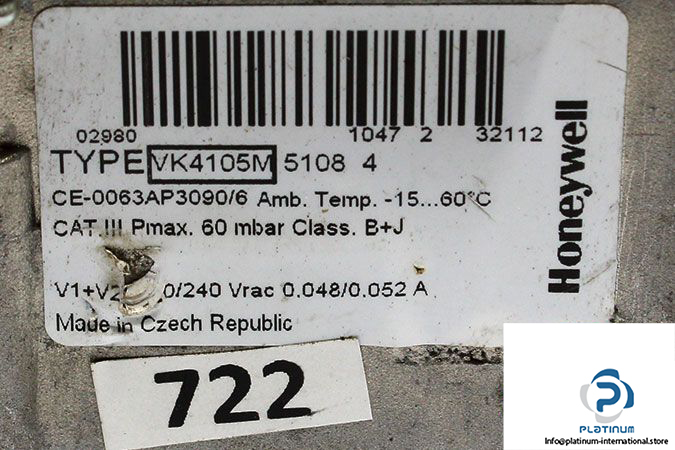 02980 1047 2 32112
TYPE VK4105M 5108 4
CE-0063AP3090/6 Amb. Temp. -15...60°C
CAT.III Pmax. 60 mbar Class. B+J
0/240 Vrac 0.048/0.052 A
Made in Czech Republic
Honeywell
722
PLATINUM
Info@platinum-international.store